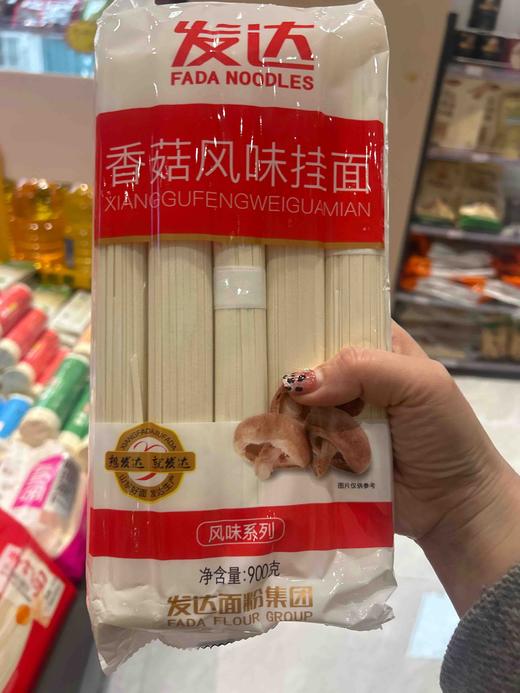 发达
FADA NOODLES
香菇风味挂面
XIANGGUFENGWEIGUAMIAN
XIANGFADAJIUFADA
想发达 就发达
图片仅供参考
风味系列
净含量:900克
发达面粉集团
FADA FLOUR GROUP